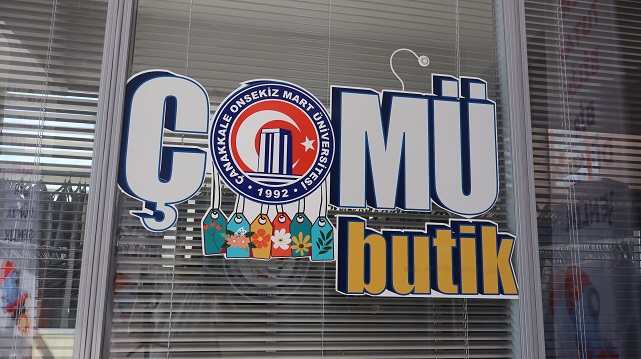 ÇOMÜ
ÇANAKKALE ONSEKİZ MART ÜNİVERSİTESİ
• 1992 •
butik